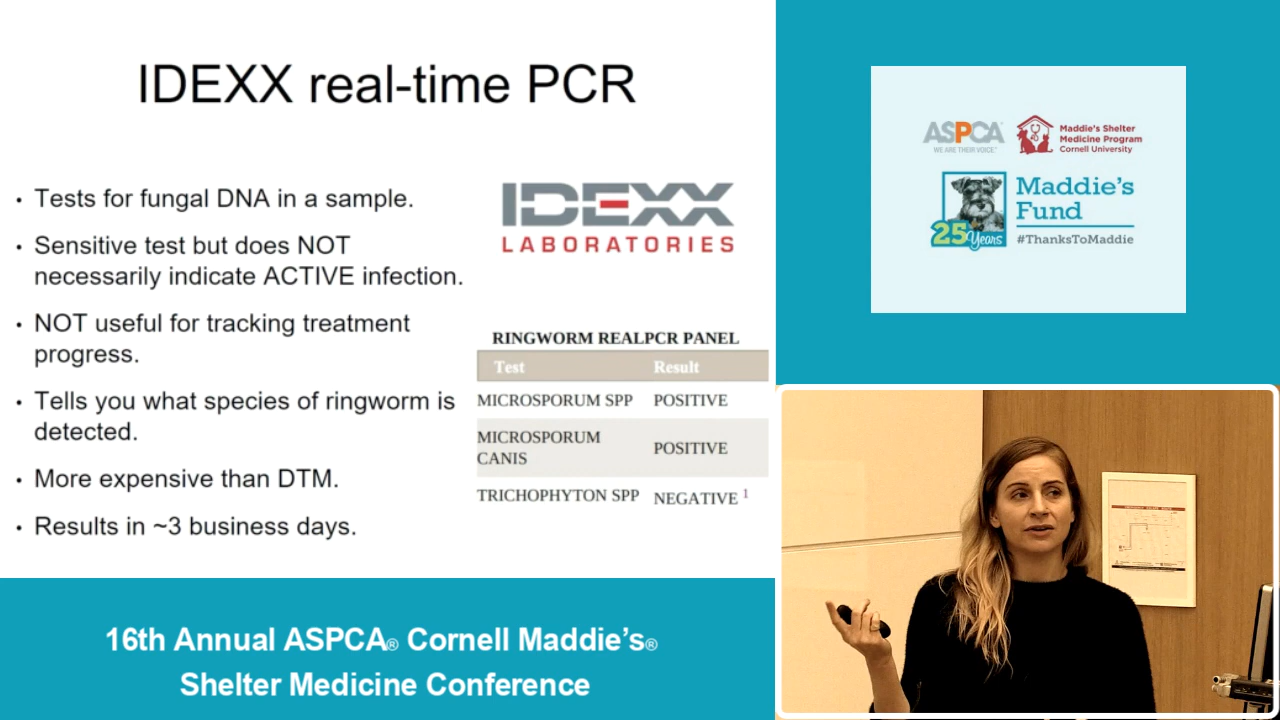 IDEXX real-time PCR
• Tests for fungal DNA in a sample.
• Sensitive test but does NOT
necessarily indicate ACTIVE infection.
• NOT useful for tracking treatment
progress.
• Tells you what species of ringworm is
detected.
• More expensive than DTM.
• Results in ~3 business days.
IDEXX
LABORATORIES
RINGWORM REALPCR PANEL
Test Result
MICROSPORUM SPP POSITIVE
MICROSPORUM
CANIS POSITIVE
TRICHOPHYTON SPP NEGATIVE 1
16th Annual ASPCA® Cornell Maddie's®
Shelter Medicine Conference
ASPCA®
WE ARE THEIR VOICE.®
Maddie's Shelter
Medicine Program
Cornell University
Maddie's
Fund
25 Years
#ThanksToMaddie